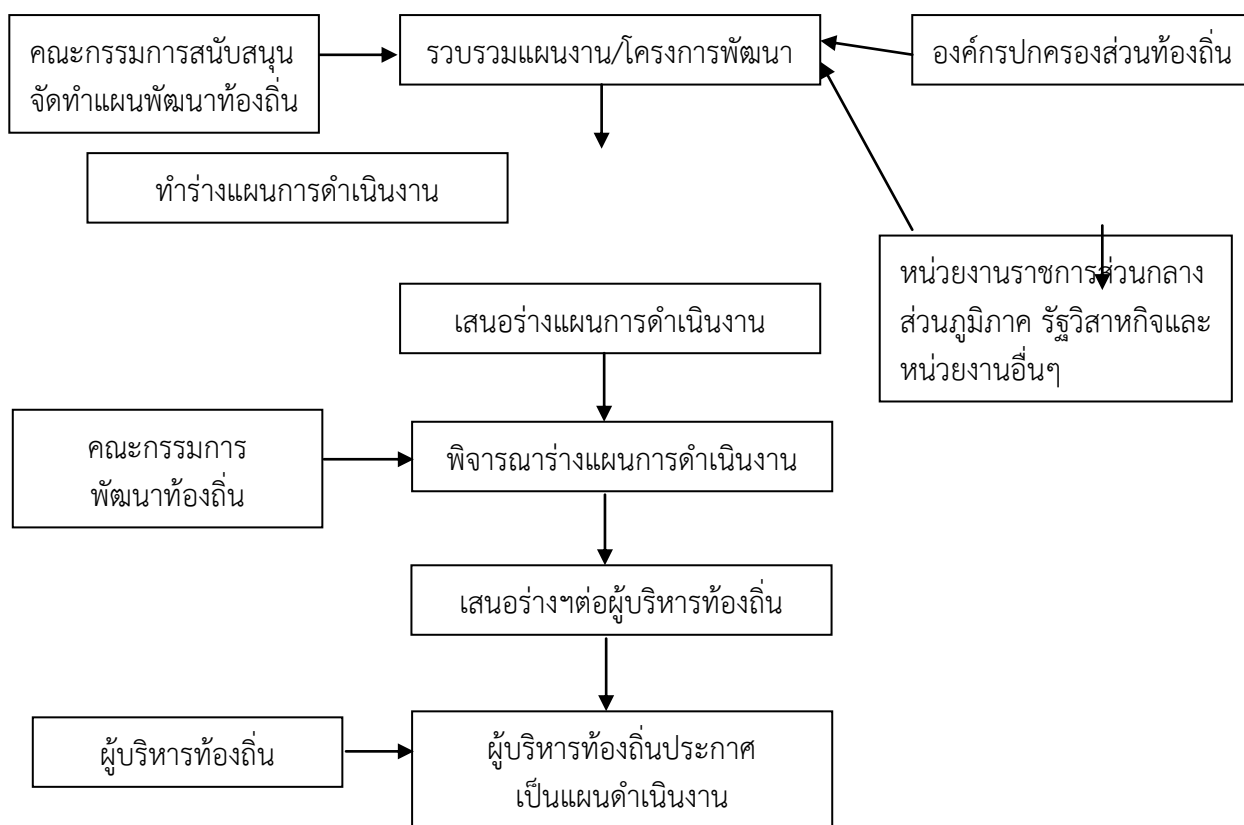 คณะกรรมการสนับสนุน
จัดทำแผนพัฒนาท้องถิ่น
รวบรวมแผนงาน/โครงการพัฒนา
องค์กรปกครองส่วนท้องถิ่น
ทำร่างแผนการดำเนินงาน
หน่วยงานราชการส่วนกลาง
ส่วนภูมิภาค รัฐวิสาหกิจและ
หน่วยงานอื่นๆ
เสนอร่างแผนการดำเนินงาน
คณะกรรมการ
พัฒนาท้องถิ่น
พิจารณาร่างแผนการดำเนินงาน
เสนอร่างฯต่อผู้บริหารท้องถิ่น
ผู้บริหารท้องถิ่น
ผู้บริหารท้องถิ่นประกาศ
เป็นแผนดำเนินงาน